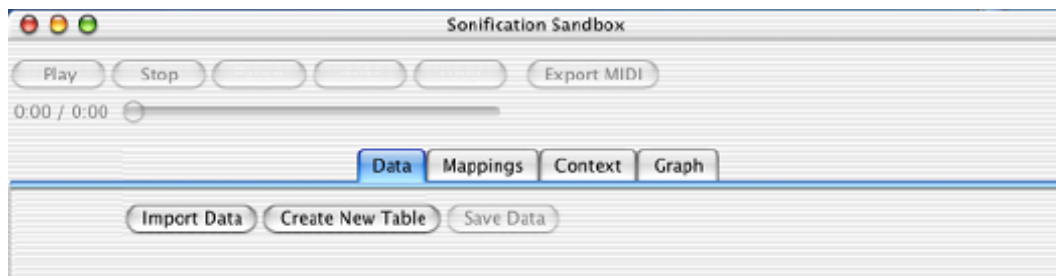 Sonification Sandbox
Play Stop Export MIDI
0:00 / 0:00
Data Mappings Context Graph
Import Data Create New Table Save Data